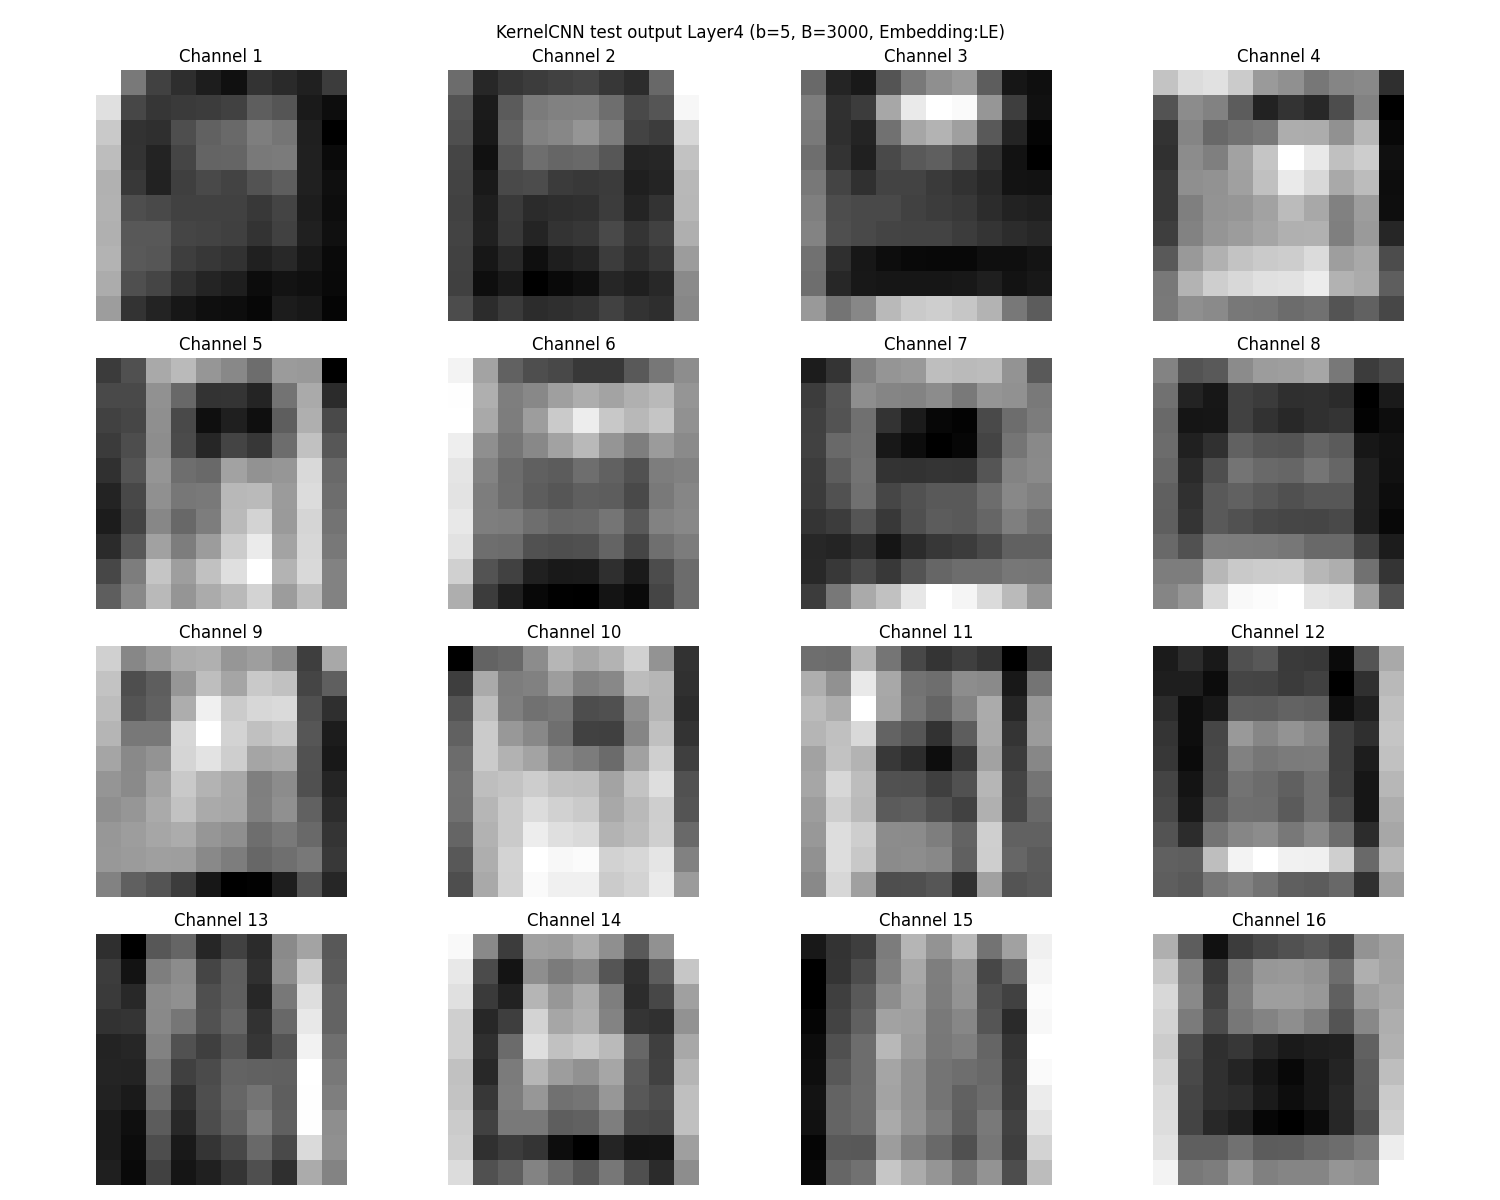 KernelCNN test output Layer4 (b=5, B=3000, Embedding:LE)
Channel 1 Channel 2 Channel 3 Channel 4
Channel 5 Channel 6 Channel 7 Channel 8
Channel 9 Channel 10 Channel 11 Channel 12
Channel 13 Channel 14 Channel 15 Channel 16